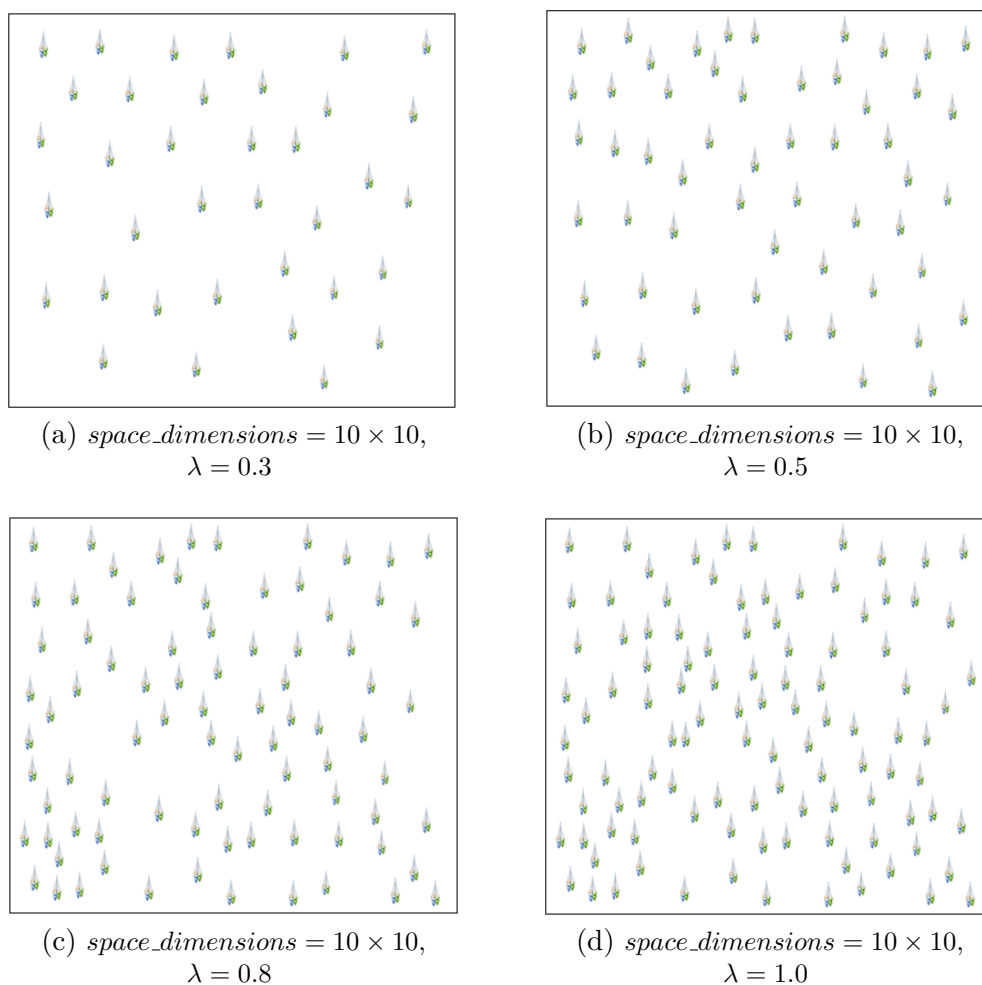 (a) space_dimensions = 10 × 10,
λ = 0.3
(b) space_dimensions = 10 × 10,
λ = 0.5
(c) space_dimensions = 10 × 10,
λ = 0.8
(d) space_dimensions = 10 × 10,
λ = 1.0